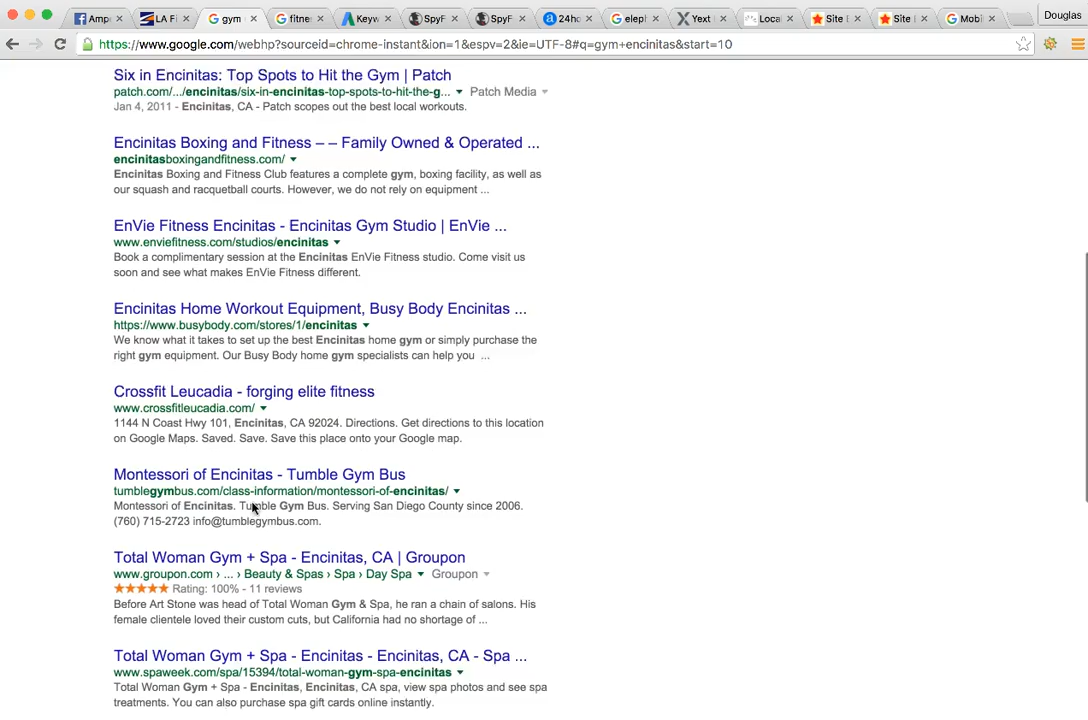 Amp
LA Fi
gym
fitne
Keyw
SpyF
SpyF
24ho
elepl
Yext
Loca
Site
Site
Mobi
Douglas
https://www.google.com/webhp?sourceid=chrome-instant&ion=1&espv=2&ie=UTF-8#q=gym+encinitas&start=10
Six in Encinitas: Top Spots to Hit the Gym | Patch
patch.com/.../encinitas/six-in-encinitas-top-spots-to-hit-the-g... Patch Media
Jan 4, 2011 - Encinitas, CA - Patch scopes out the best local workouts.
Encinitas Boxing and Fitness – – Family Owned & Operated ...
encinitasboxingandfitness.com/
Encinitas Boxing and Fitness Club features a complete gym, boxing facility, as well as
our squash and racquetball courts. However, we do not rely on equipment ...
EnVie Fitness Encinitas - Encinitas Gym Studio | EnVie ...
www.enviefitness.com/studios/encinitas
Book a complimentary session at the Encinitas EnVie Fitness studio. Come visit us
soon and see what makes EnVie Fitness different.
Encinitas Home Workout Equipment, Busy Body Encinitas ...
https://www.busybody.com/stores/1/encinitas
We know what it takes to set up the best Encinitas home gym or simply purchase the
right gym equipment. Our Busy Body home gym specialists can help you ...
Crossfit Leucadia - forging elite fitness
www.crossfitleucadia.com/
1144 N Coast Hwy 101, Encinitas, CA 92024. Directions. Get directions to this location
on Google Maps. Saved. Save. Save this place onto your Google map.
Montessori of Encinitas - Tumble Gym Bus
tumblegymbus.com/class-information/montessori-of-encinitas/
Montessori of Encinitas. Tumble Gym Bus. Serving San Diego County since 2006.
(760) 715-2723 info@tumblegymbus.com.
Total Woman Gym + Spa - Encinitas, CA | Groupon
www.groupon.com › ... › Beauty & Spas › Spa › Day Spa Groupon
Rating: 100% - 11 reviews
Before Art Stone was head of Total Woman Gym & Spa, he ran a chain of salons. His
female clientele loved their custom cuts, but California had no shortage of ...
Total Woman Gym + Spa - Encinitas - Encinitas, CA - Spa ...
www.spaweek.com/spa/15394/total-woman-gym-spa-encinitas
Total Woman Gym + Spa - Encinitas, Encinitas, CA spa, view spa photos and see spa
treatments. You can also purchase spa gift cards online instantly.